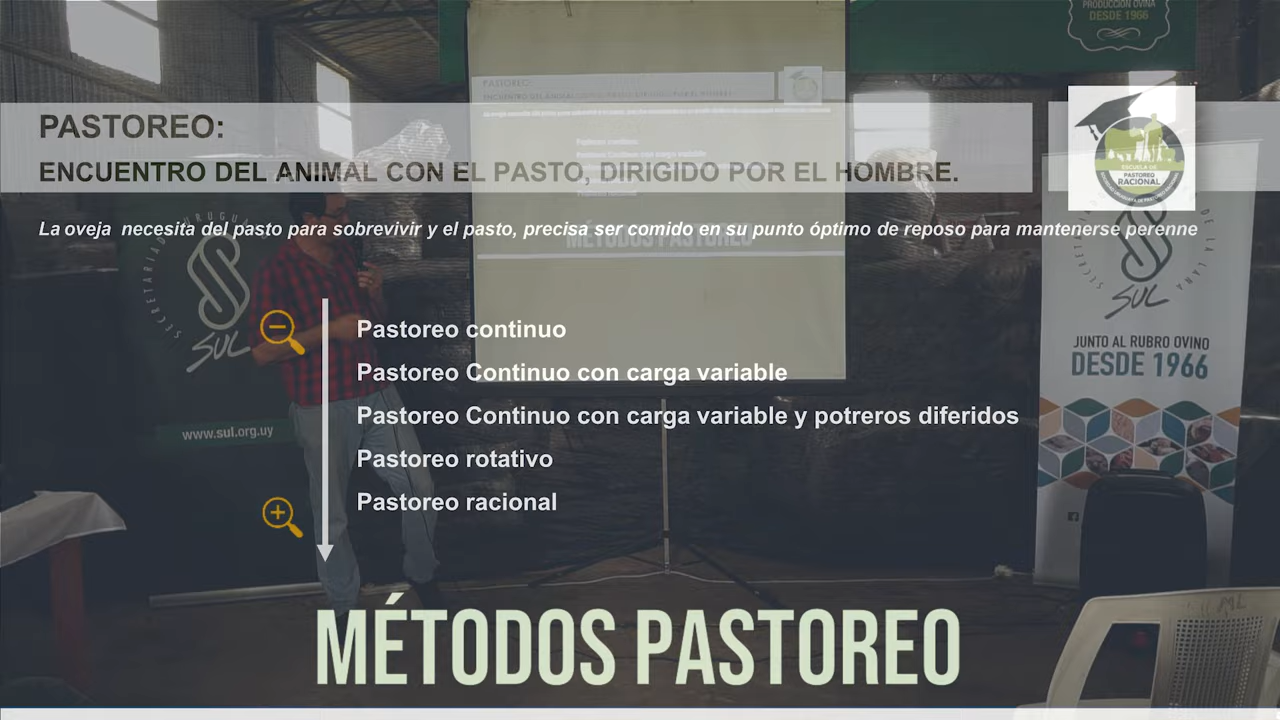 PRODUCCIÓN OVINA
DESDE 1966
PASTOREO:
ENCUENTRO DEL ANIMAL CON EL PASTO, DIRIGIDO POR EL HOMBRE.
ESCUELA DE
PASTOREO
RACIONAL
La oveja necesita del pasto para sobrevivir y el pasto, precisa ser comido en su punto óptimo de reposo para mantenerse perenne
SUL
www.sul.org.uy
Pastoreo continuo
Pastoreo Continuo con carga variable
Pastoreo Continuo con carga variable y potreros diferidos
Pastoreo rotativo
Pastoreo racional
SUL
JUNTO AL RUBRO OVINO
DESDE 1966
MÉTODOS PASTOREO